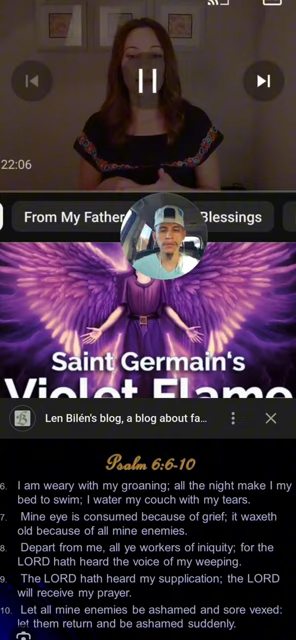 22:06
From My Father
Blessings
Saint Germain's
Violet Flame
Len Bilén's blog, a blog about fa...
Psalm 6:6-10
6. I am weary with my groaning; all the night make I my
bed to swim; I water my couch with my tears.
7. Mine eye is consumed because of grief; it waxeth
old because of all mine enemies.
8. Depart from me, all ye workers of iniquity; for the
LORD hath heard the voice of my weeping.
9. The LORD hath heard my supplication; the LORD
will receive my prayer.
10. Let all mine enemies be ashamed and sore vexed:
let them return and be ashamed suddenly.